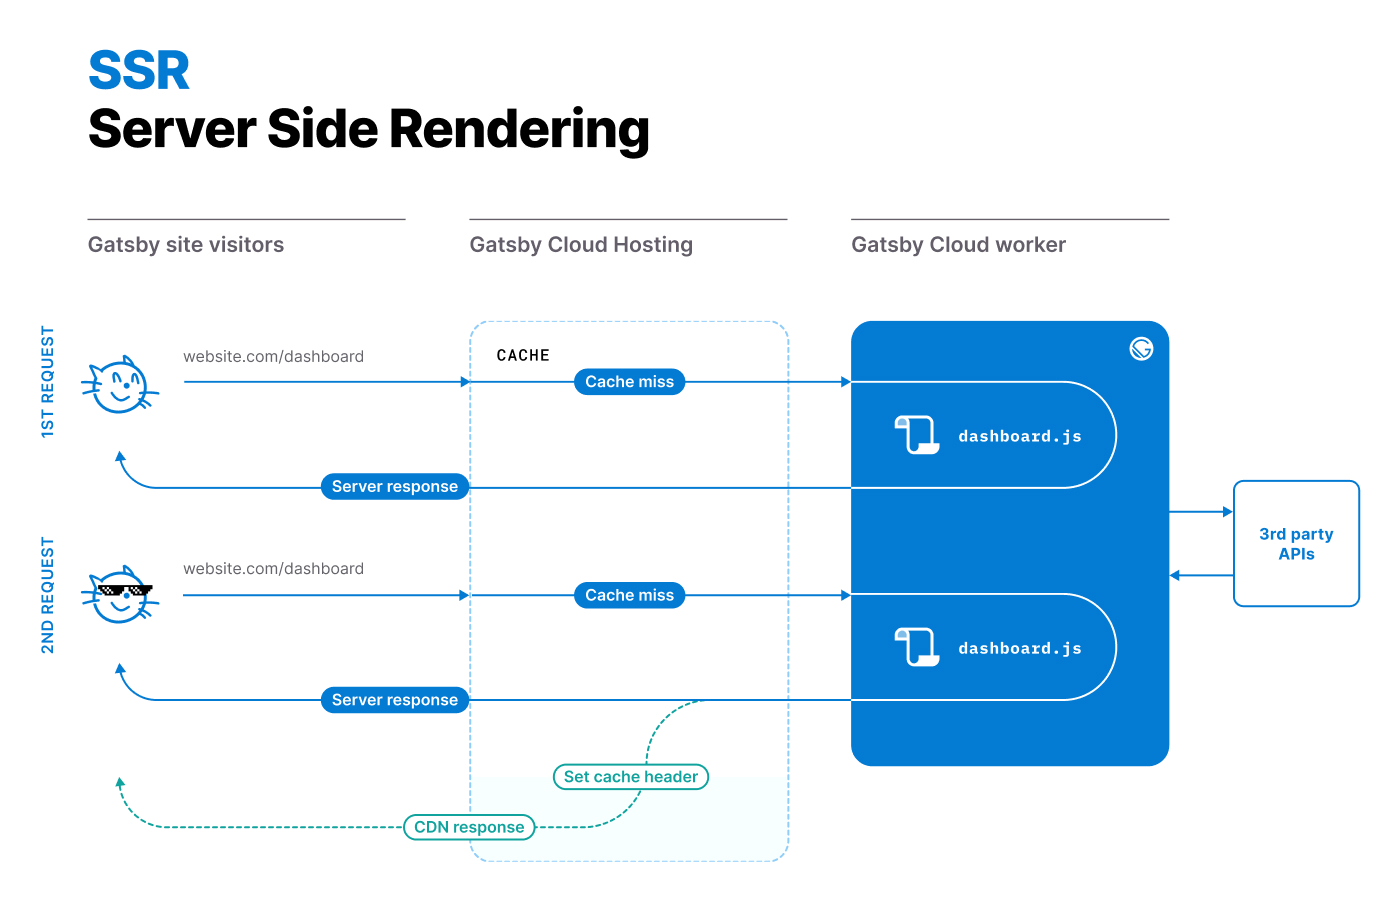 SSR
Server Side Rendering
Gatsby site visitors
Gatsby Cloud Hosting
Gatsby Cloud worker
1ST REQUEST
website.com/dashboard
CACHE
Cache miss
dashboard.js
Server response
3rd party
APIs
2ND REQUEST
website.com/dashboard
Cache miss
dashboard.js
Server response
Set cache header
CDN response